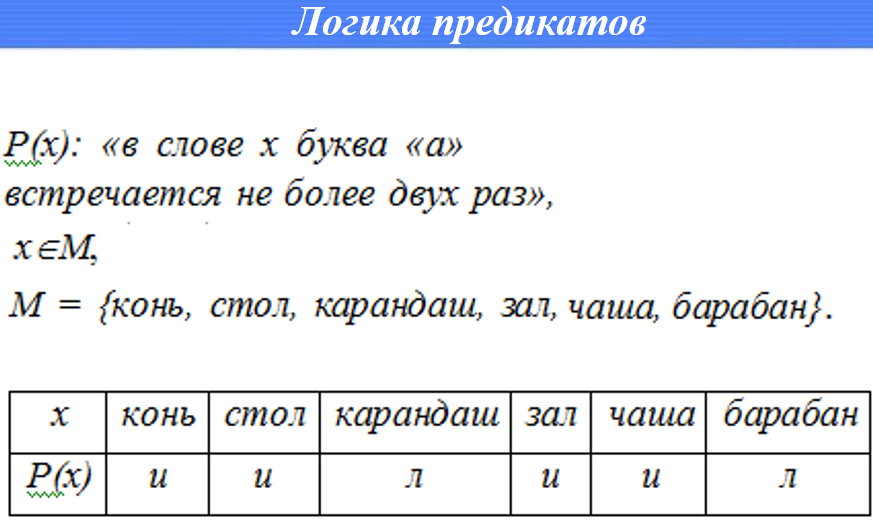 Логика предикатов
P(x): «в слове x буква «а»
встречается не более двух раз»,
x∈M,
M = {конь, стол, карандаш, зал, чаша, барабан}.
x конь стол карандаш зал чаша барабан
P(x) и и л и и л